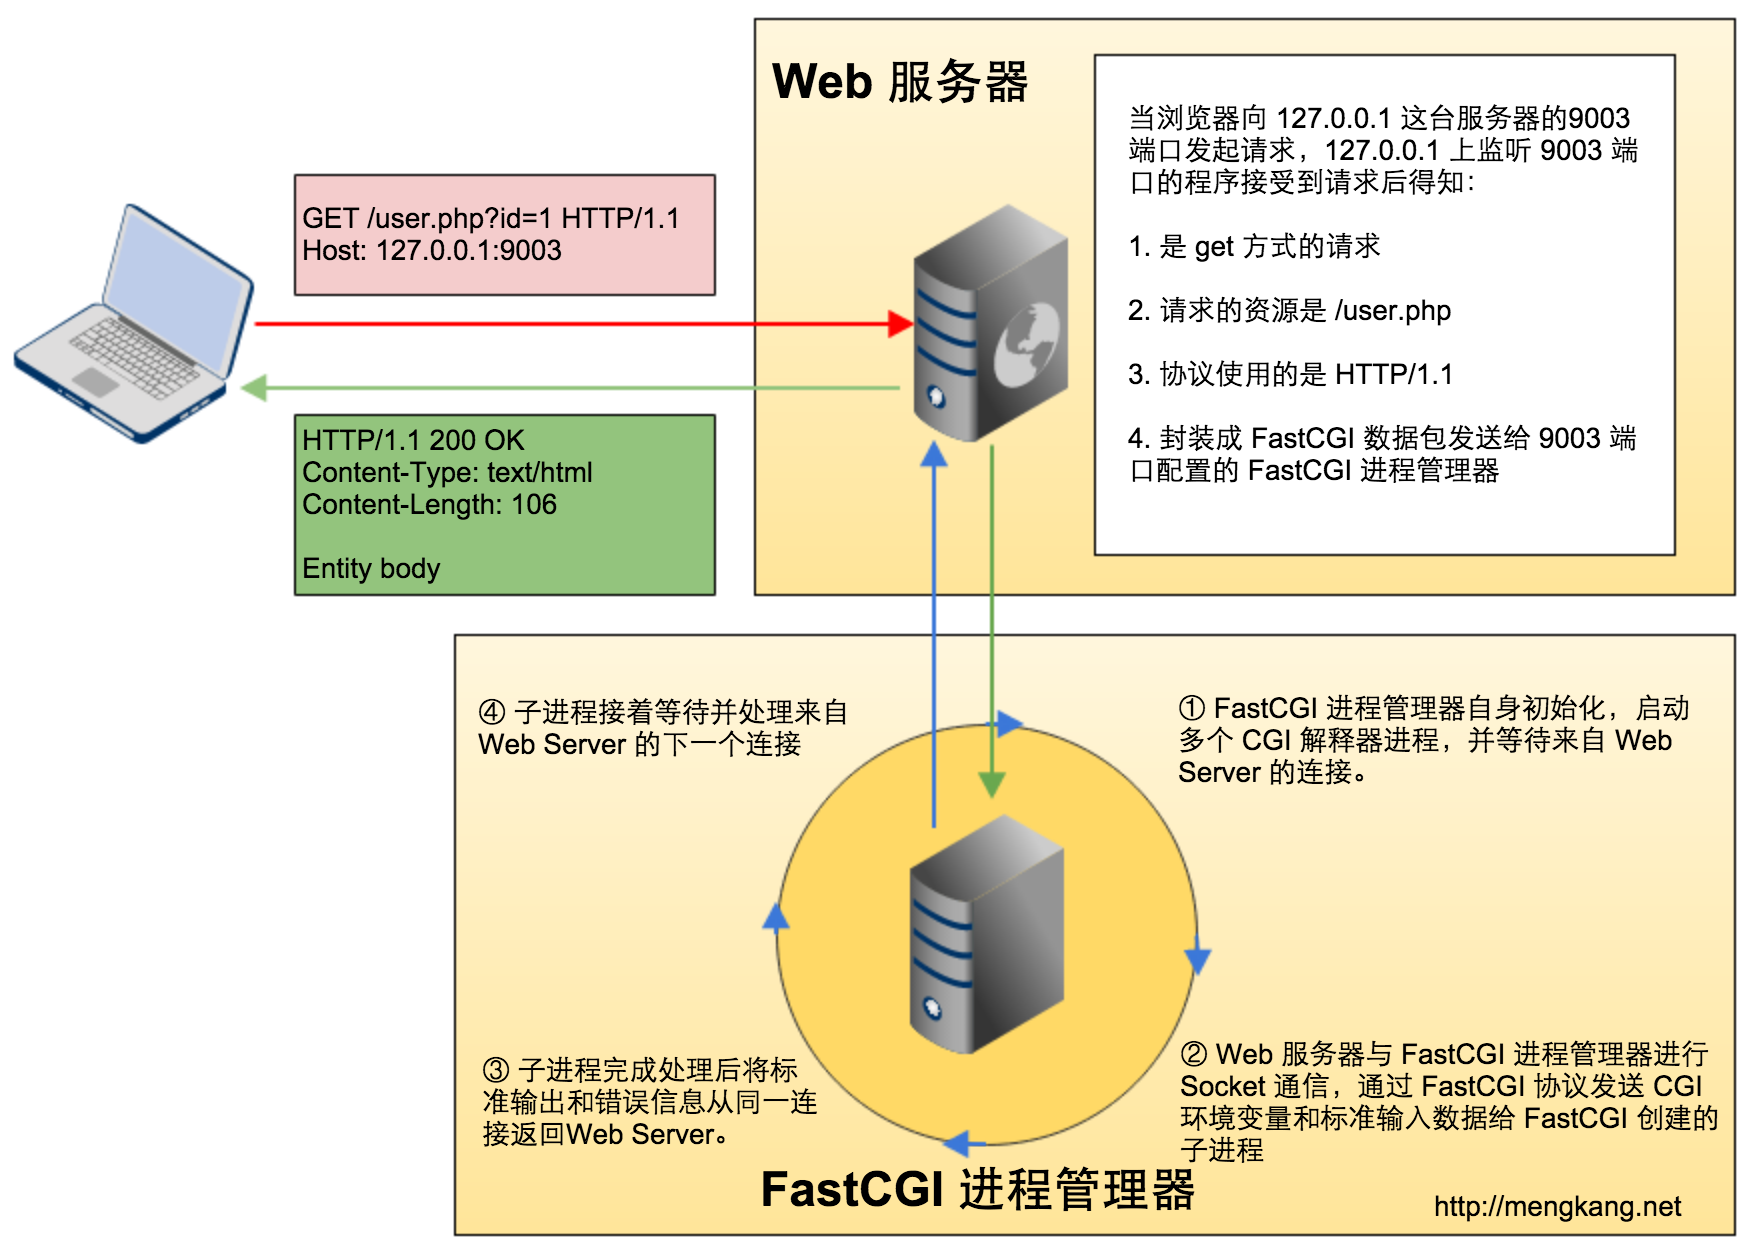 Web 服务器
当浏览器向 127.0.0.1 这台服务器的9003
端口发起请求，127.0.0.1 上监听 9003 端
口的程序接受到请求后得知：
1. 是 get 方式的请求
2. 请求的资源是 /user.php
3. 协议使用的是 HTTP/1.1
4. 封装成 FastCGI 数据包发送给 9003 端
口配置的 FastCGI 进程管理器
GET /user.php?id=1 HTTP/1.1
Host: 127.0.0.1:9003
HTTP/1.1 200 OK
Content-Type: text/html
Content-Length: 106
Entity body
① FastCGI 进程管理器自身初始化，启动
多个 CGI 解释器进程，并等待来自 Web
Server 的连接。
② Web 服务器与 FastCGI 进程管理器进行
Socket 通信，通过 FastCGI 协议发送 CGI
环境变量和标准输入数据给 FastCGI 创建的
子进程
③ 子进程完成处理后将标
准输出和错误信息从同一连
接返回Web Server。
④ 子进程接着等待并处理来自
Web Server 的下一个连接
FastCGI 进程管理器
http://mengkang.net